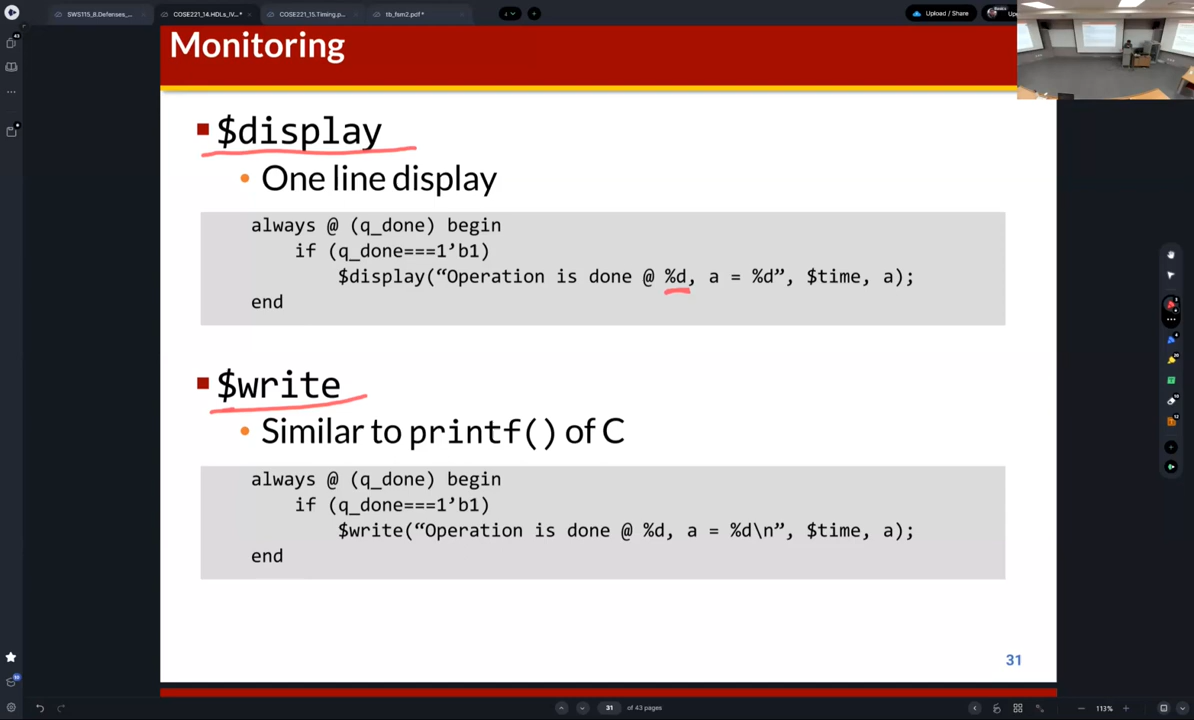 SWS115_8.Defenses_...
COSE221_14.HDLs_IV...*
COSE221_15.Timing.p...
tb_fsm2.pcf *
Upload / Share
Monitoring
$display
One line display
always @ (q_done) begin
if (q_done===1’b1)
$display(“Operation is done @ %d, a = %d”, $time, a);
end
$write
Similar to printf() of C
always @ (q_done) begin
if (q_done===1’b1)
$write(“Operation is done @ %d, a = %d\n”, $time, a);
end
31
31 of 43 pages
113%